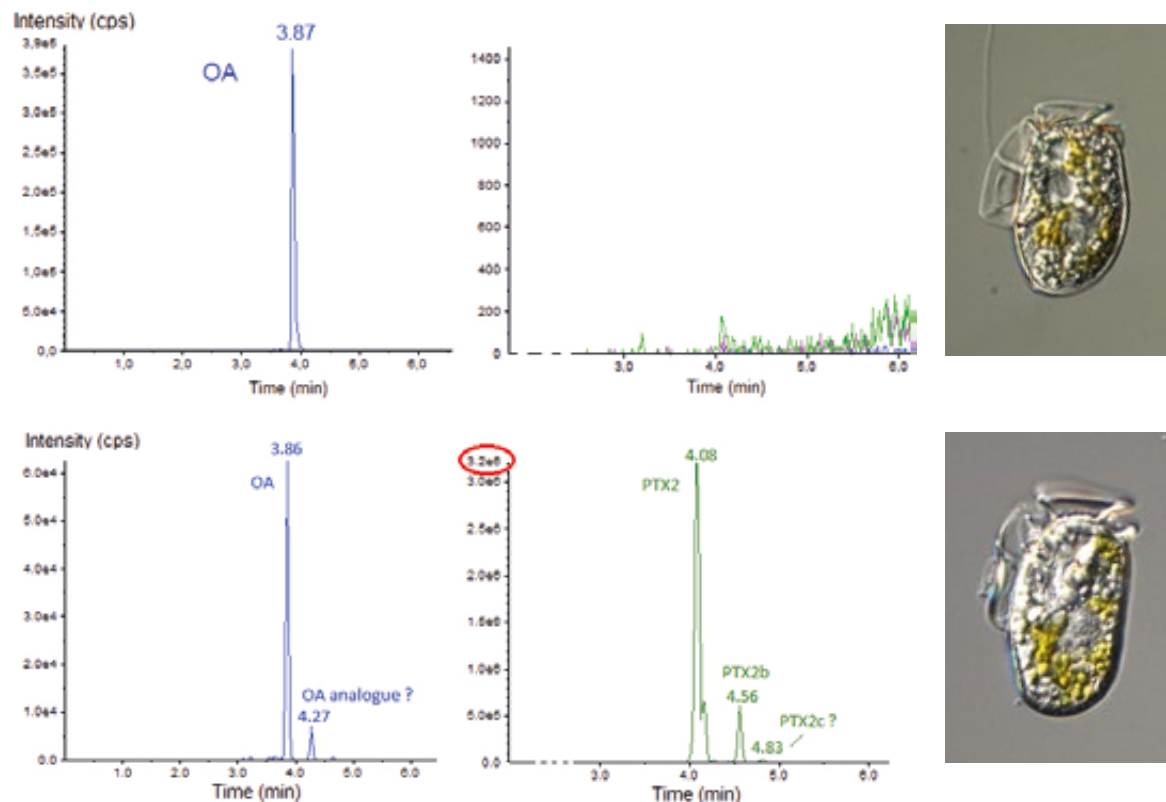 Intensity (cps)
3.87
OA
3,9e5
3.5e5
3.0e5
2.5e5
2.0e5
1.5e5
1.0e5
5.0e4
0,0
1,0 2,0 3,0 4,0 5,0 6,0
Time (min)
1400
1200
1000
800
600
400
200
0
3,0 4,0 5,0 6,0
Time (min)
Intensity (cps)
3.86
OA
OA analogue ?
4.27
6.0e4
5.0e4
4.0e4
3.0e4
2.0e4
1.0e4
0.0
1.0 2.0 3.0 4.0 5.0 6.0
Time (min)
3.2e6
3.0e6
2.5e6
2.0e6
1.5e6
1.0e6
5.0e5
0.0
4.08
PTX2
PTX2b
4.56
PTX2c ?
4.83
3.0 4.0 5.0 6.0
Time (min)